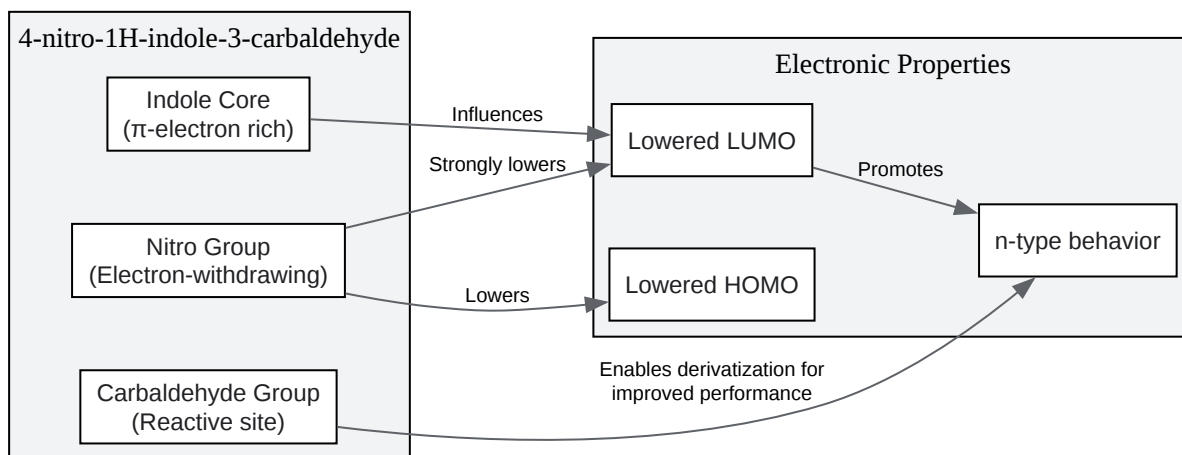 4-nitro-1H-indole-3-carbaldehyde
Indole Core
(π-electron rich)
Nitro Group
(Electron-withdrawing)
Carbaldehyde Group
(Reactive site)
Influences
Strongly lowers
Lowers
Enables derivatization for
improved performance
Electronic Properties
Lowered LUMO
Lowered HOMO
Promotes
n-type behavior